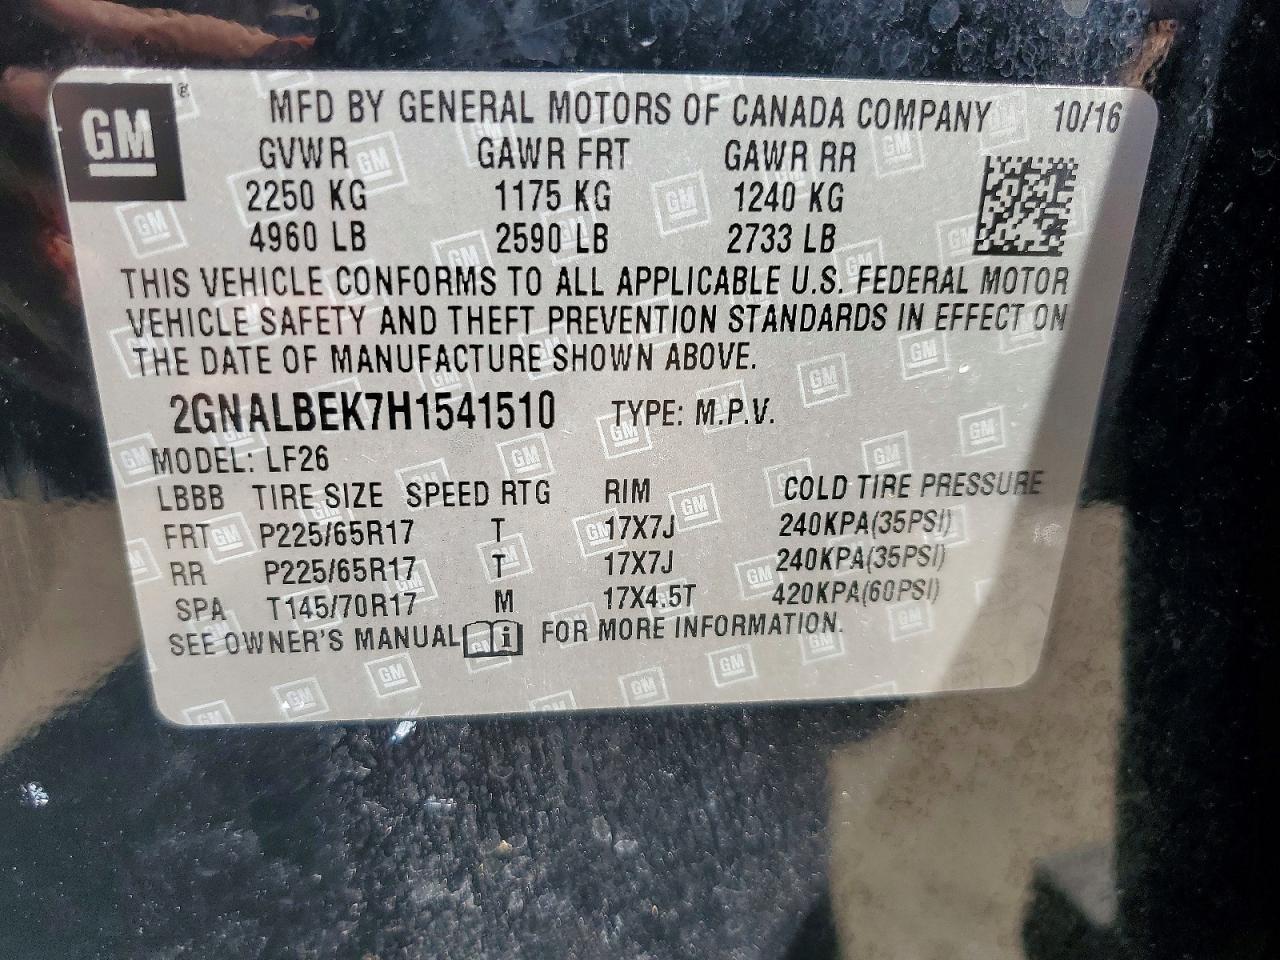 GM ®
MFD BY GENERAL MOTORS OF CANADA COMPANY 10/16
GVWR GAWR FRT GAWR RR
2250 KG 1175 KG 1240 KG
4960 LB 2590 LB 2733 LB
THIS VEHICLE CONFORMS TO ALL APPLICABLE U.S. FEDERAL MOTOR
VEHICLE SAFETY AND THEFT PREVENTION STANDARDS IN EFFECT ON
THE DATE OF MANUFACTURE SHOWN ABOVE.
2GNALBEK7H1541510 TYPE: M.P.V.
MODEL: LF26
LBBB TIRE SIZE SPEED RTG RIM COLD TIRE PRESSURE
FRT P225/65R17 T 17X7J 240KPA(35PSI)
RR P225/65R17 T 17X7J 240KPA(35PSI)
SPA T145/70R17 M 17X4.5T 420KPA(60PSI)
SEE OWNER'S MANUAL i FOR MORE INFORMATION.